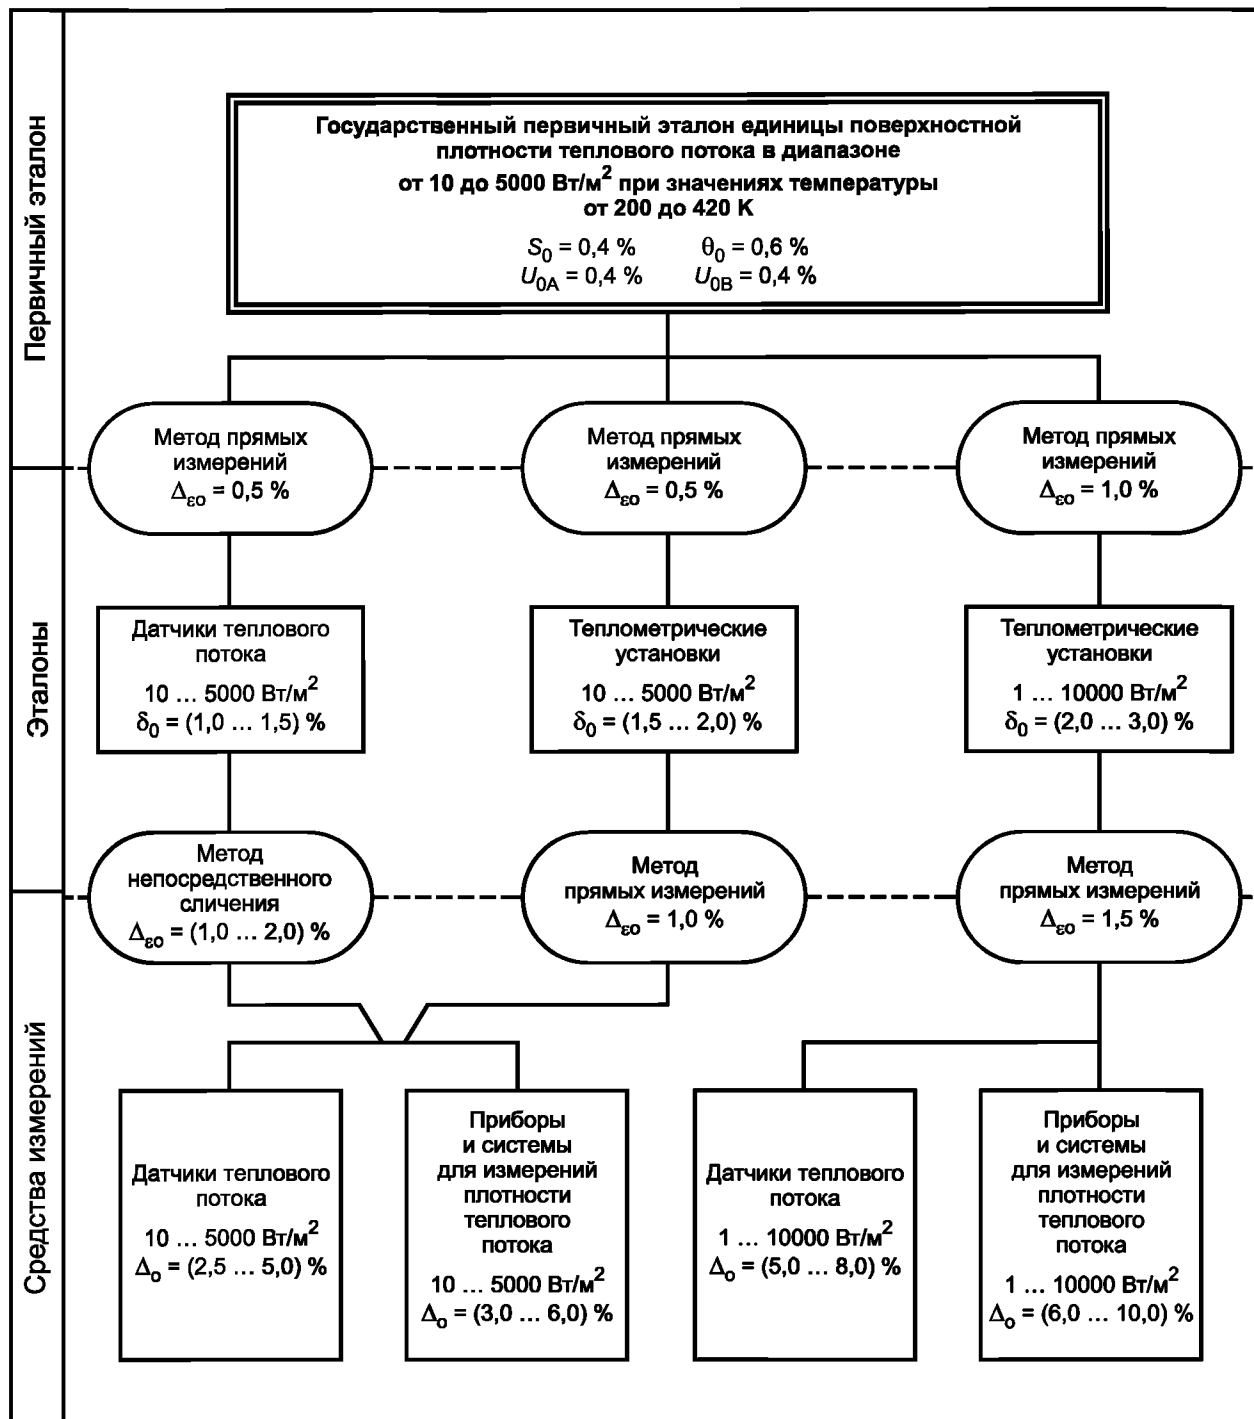 Первичный эталон
Государственный первичный эталон единицы поверхностной
плотности теплового потока в диапазоне
от 10 до 5000 Вт/м²  при значениях температуры
от 200 до 420 К
S₀ = 0,4 %    θ₀ = 0,6 %
U₀A = 0,4 %    U₀B = 0,4 %
Метод прямых
измерений
Δεo = 0,5 %
Метод прямых
измерений
Δεo = 0,5 %
Метод прямых
измерений
Δεo = 1,0 %
Эталоны
Датчики теплового
потока
10 ... 5000 Вт/м²
δ₀ = (1,0 ... 1,5) %
Теплометрические
установки
10 ... 5000 Вт/м²
δ₀ = (1,5 ... 2,0) %
Теплометрические
установки
1 ... 10000 Вт/м²
δ₀ = (2,0 ... 3,0) %
Метод
непосредственного
сличения
Δεo = (1,0 ... 2,0) %
Метод
прямых измерений
Δεo = 1,0 %
Метод
прямых измерений
Δεo = 1,5 %
Средства измерений
Датчики теплового
потока
10 ... 5000 Вт/м²
Δo = (2,5 ... 5,0) %
Приборы
и системы
для измерений
плотности
теплового
потока
10 ... 5000 Вт/м²
Δo = (3,0 ... 6,0) %
Датчики теплового
потока
1 ... 10000 Вт/м²
Δo = (5,0 ... 8,0) %
Приборы
и системы
для измерений
плотности
теплового
потока
1 ... 10000 Вт/м²
Δo = (6,0 ... 10,0) %